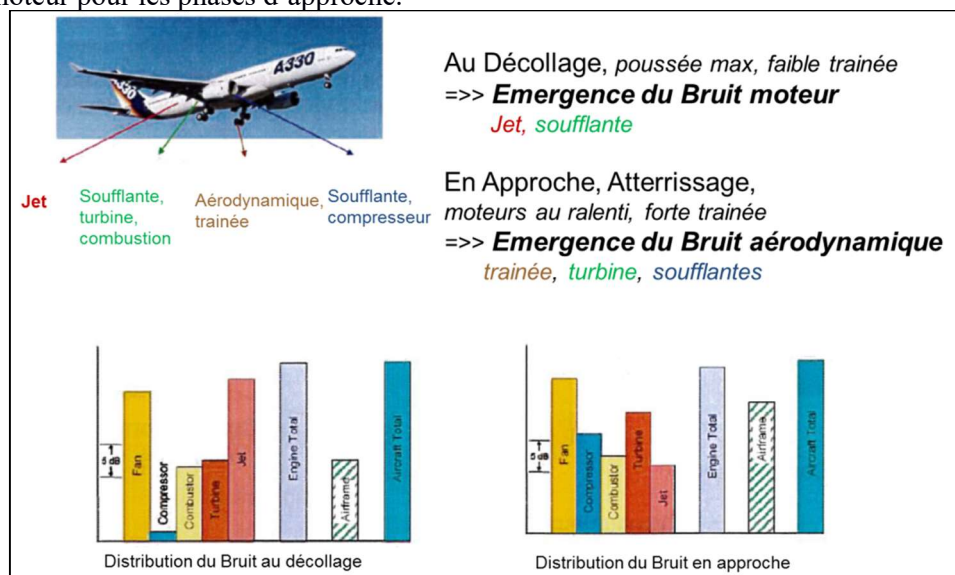 moteur pour les phases d'approche.
A330
Au Décollage, poussée max, faible trainée
=>> Emergence du Bruit moteur
Jet, soufflante
Jet
Soufflante,
turbine,
combustion
Aérodynamique,
trainée
Soufflante,
compresseur
En Approche, Atterrissage,
moteurs au ralenti, forte trainée
=>> Emergence du Bruit aérodynamique
trainée, turbine, soufflantes
5 dB
Fan
Compressor
Combustor
Turbine
Jet
Engine Total
Airframe
Aircraft Total
Distribution du Bruit au décollage
5 dB
Fan
Compressor
Combustor
Turbine
Jet
Engine Total
Airframe
Aircraft Total
Distribution du Bruit en approche